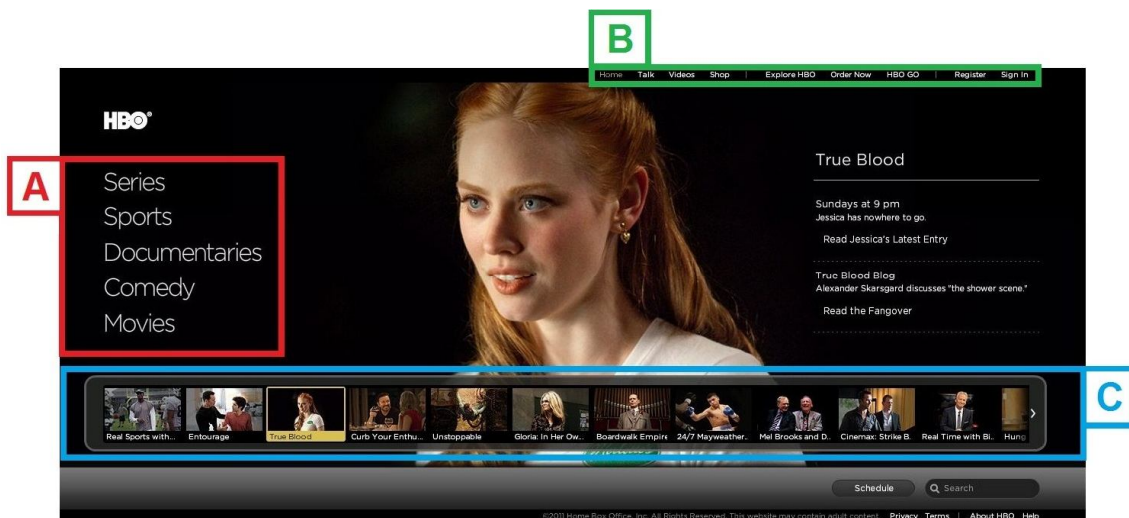 B
Home Talk Videos Shop | Explore HBO Order Now HBO GO | Register Sign In
HBO®
A
Series
Sports
Documentaries
Comedy
Movies
True Blood
Sundays at 9 pm
Jessica has nowhere to go.
Read Jessica's Latest Entry
True Blood Blog
Alexander Skarsgard discusses "the shower scene."
Read the Fangover
C
Real Sports with... Entourage True Blood Curb Your Enthu... Unstoppable Gloria: In Her Ow... Boardwalk Empire 24/7 Mayweather.. Mel Brooks and D.. Cinemax: Strike B. Real Time with Bi.. Hung
Schedule Search
©2011 Home Box Office, Inc. All Rights Reserved. This website may contain adult content. Privacy Terms | About HBO Help